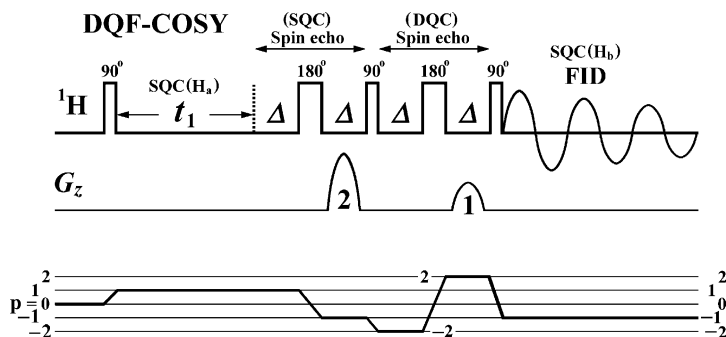 DQF-COSY
(SQC)
Spin echo
(DQC)
Spin echo
SQC(Hb)
FID
90° 180° 90° 180° 90°
SQC(Ha)
¹H t₁ Δ Δ Δ Δ
Gz 2 1
2 2 2
1 1
p = 0 0
−1 −1
−2 −2 −2